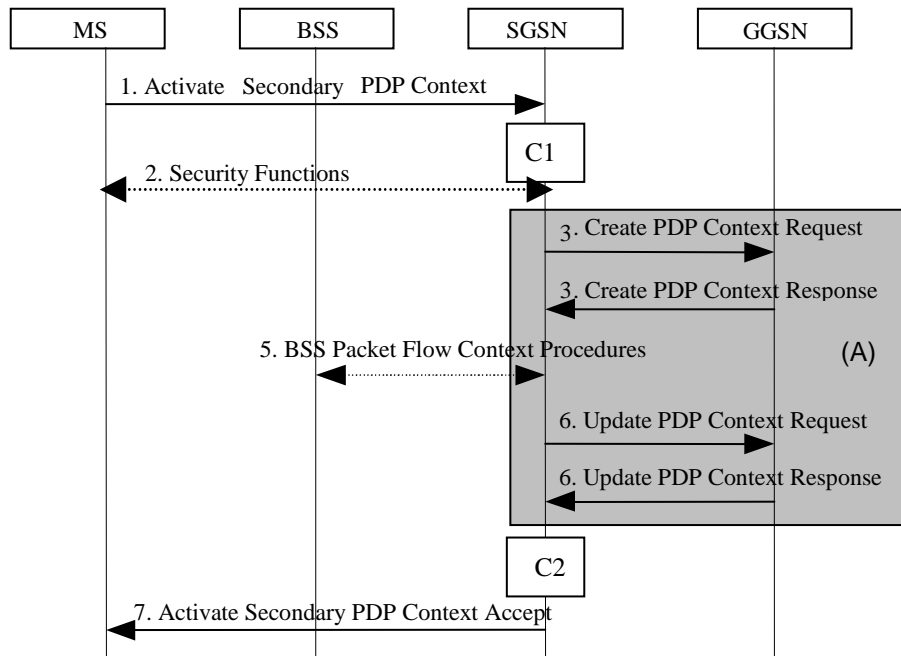 MS BSS SGSN GGSN
1. Activate Secondary PDP Context
C1
2. Security Functions
3. Create PDP Context Request
3. Create PDP Context Response
5. BSS Packet Flow Context Procedures
(A)
6. Update PDP Context Request
6. Update PDP Context Response
C2
7. Activate Secondary PDP Context Accept